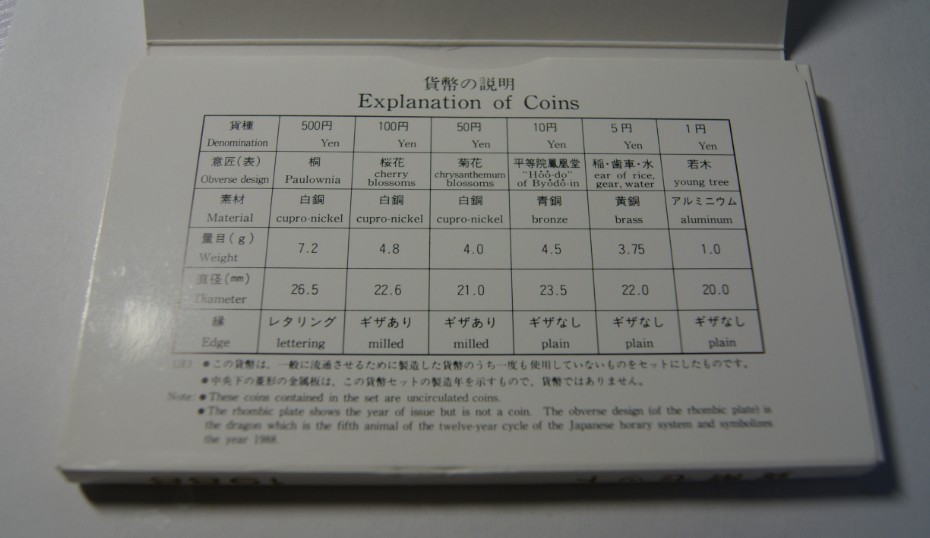 貨幣の説明
Explanation of Coins
貨種 500円 100円 50円 10円 5円 1円
Denomination Yen Yen Yen Yen Yen Yen
意匠(表) 桐 桜花 菊花 平等院鳳凰堂 稲・歯車・水 若木
Obverse design Paulownia cherry blossoms chrysanthemum blossoms "Hôô-do" of Byôdô-in ear of rice, gear, water young tree
素材 白銅 白銅 白銅 青銅 黄銅 アルミニウム
Material cupro-nickel cupro-nickel cupro-nickel bronze brass aluminum
量目(g) 7.2 4.8 4.0 4.5 3.75 1.0
Weight
直径(mm) 26.5 22.6 21.0 23.5 22.0 20.0
Diameter
縁 レタリング ギザあり ギザあり ギザなし ギザなし ギザなし
Edge lettering milled milled plain plain plain
●この貨幣は、一般に流通させるために製造した貨幣のうち一度も使用していないものをセットにしたものです。
●中央下の菱形の金属板は、この貨幣セットの製造年を示すもので、貨幣ではありません。
Note: ●These coins contained in the set are uncirculated coins.
●The rhombic plate shows the year of issue but is not a coin. The obverse design (of the rhombic plate) is
the dragon which is the fifth animal of the twelve-year cycle of the Japanese horary system and symbolizes
the year 1988.
1988